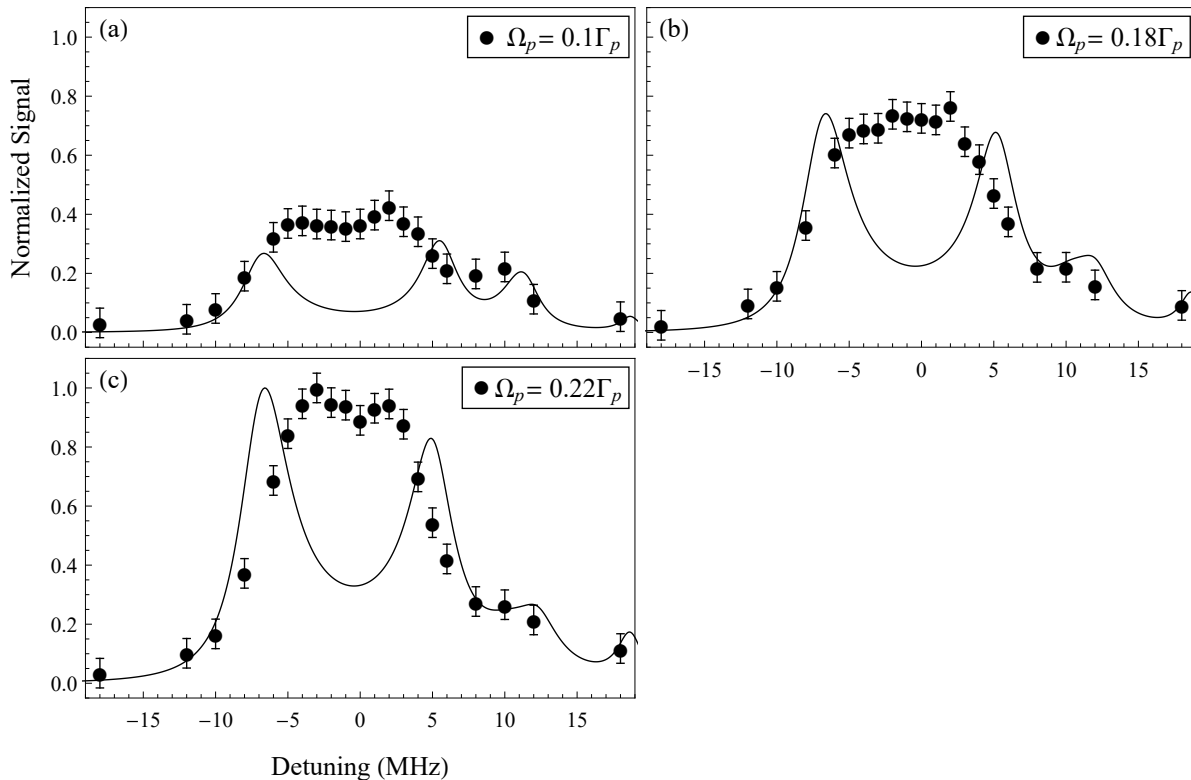 (a)
Ωp = 0.1Γp
(b)
Ωp = 0.18Γp
1.0
0.8
0.6
0.4
0.2
0.0
Normalized Signal
−15 −10 −5 0 5 10 15
(c)
Ωp = 0.22Γp
1.0
0.8
0.6
0.4
0.2
0.0
−15 −10 −5 0 5 10 15
Detuning (MHz)